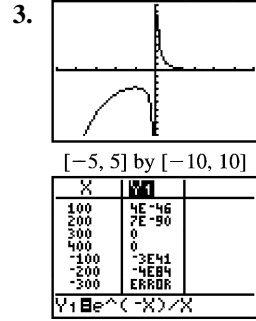 3.
[−5, 5] by [−10, 10]
X Y1
100 4E-46
200 7E-90
300 0
400 0
-100 -3E41
-200 -4E84
-300 ERROR
Y1=e^(-X)/X